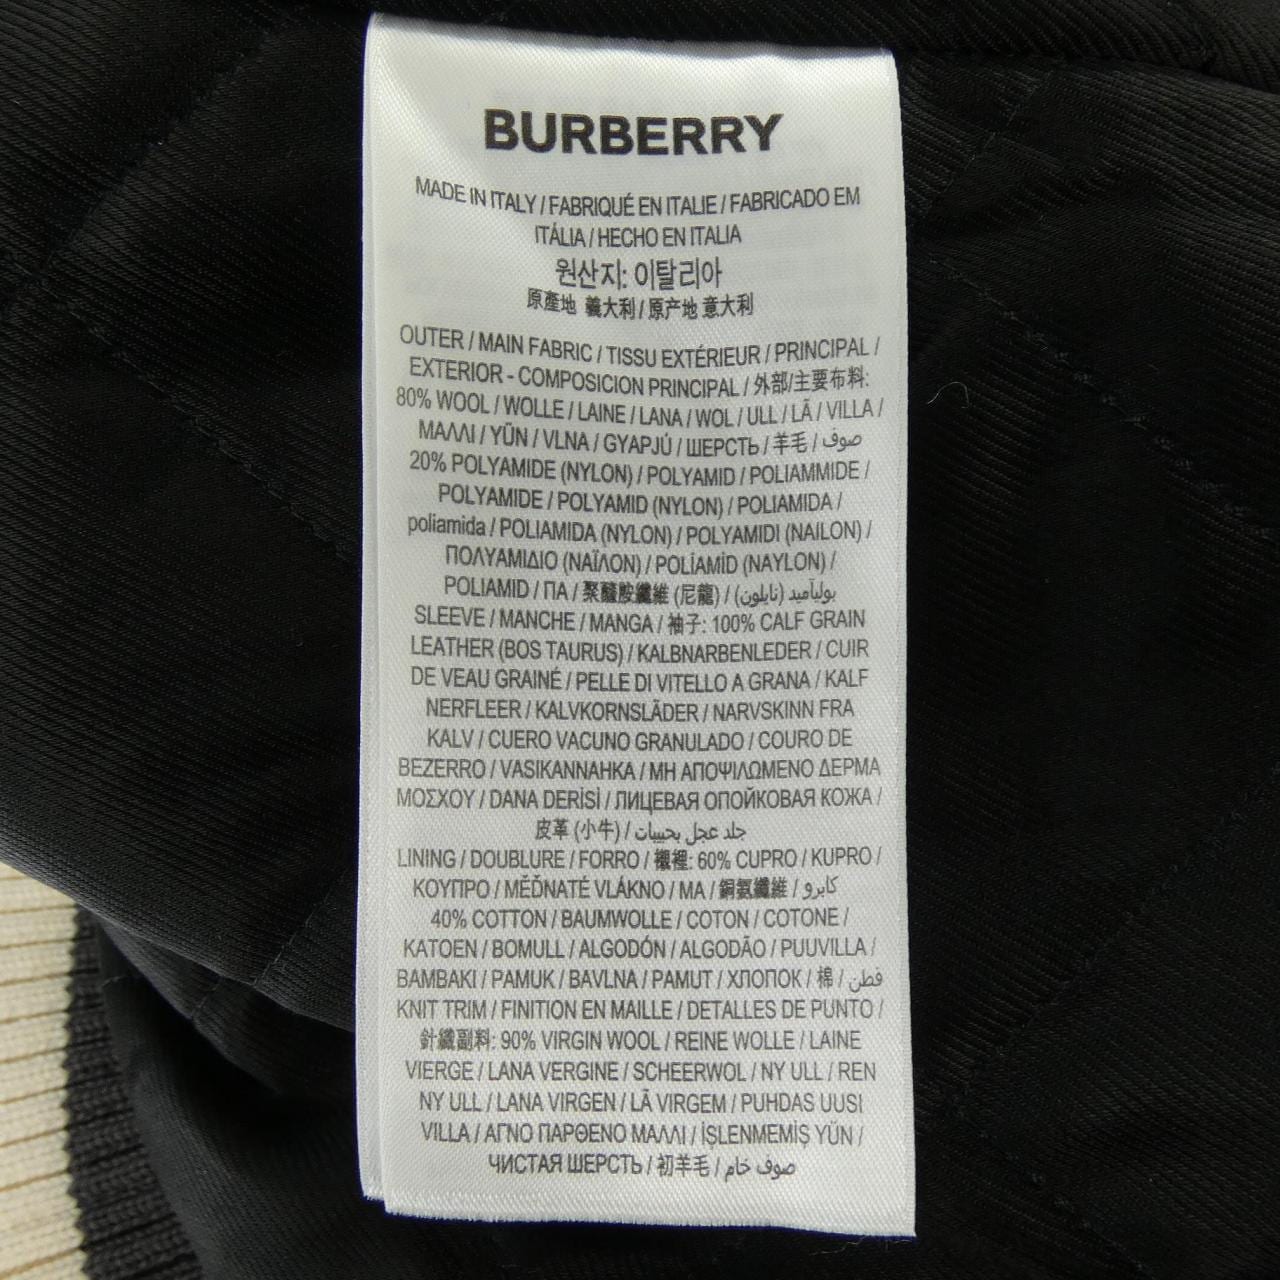 BURBERRY
MADE IN ITALY / FABRIQUÉ EN ITALIE / FABRICADO EM
ITÁLIA / HECHO EN ITALIA
원산지: 이탈리아
原產地 義大利 / 原产地 意大利
OUTER / MAIN FABRIC / TISSU EXTÉRIEUR / PRINCIPAL /
EXTERIOR - COMPOSICION PRINCIPAL / 外部/主要布料:
80% WOOL / WOLLE / LAINE / LANA / WOL / ULL / LÃ / VILLA /
ΜΑΛΛΙ / YÜN / VLNA / GYAPJÚ / ШЕРСТЬ / 羊毛 / صوف
20% POLYAMIDE (NYLON) / POLYAMID / POLIAMMIDE /
POLYAMIDE / POLYAMID (NYLON) / POLIAMIDA /
poliamida / POLIAMIDA (NYLON) / POLYAMIDI (NAILON) /
ΠΟΛΥΑΜΙΔΙΟ (ΝΑΪΛΟΝ) / POLÍAMÍD (NAYLON) /
POLIAMID / ПА / 聚醯胺纖維 (尼龍) / بوليآميد (نايلون)
SLEEVE / MANCHE / MANGA / 袖子: 100% CALF GRAIN
LEATHER (BOS TAURUS) / KALBNARBENLEDER / CUIR
DE VEAU GRAINÉ / PELLE DI VITELLO A GRANA / KALF
NERFLEER / KALVKORNSLÄDER / NARVSKINN FRA
KALV / CUERO VACUNO GRANULADO / COURO DE
BEZERRO / VASIKANNAHKA / ΜΗ ΑΠΟΨΙΛΩΜΕΝΟ ΔΕΡΜΑ
ΜΟΣΧΟΥ / DANA DERİSİ / ЛИЦЕВАЯ ОПОЙКОВАЯ КОЖА /
皮革 (小牛) / جلد عجل بحبيبات
LINING / DOUBLURE / FORRO / 襯裡: 60% CUPRO / KUPRO /
ΚΟΥΠΡΟ / MĚĎNATÉ VLÁKNO / МА / 銅氨纖維 / كابرو
40% COTTON / BAUMWOLLE / COTON / COTONE /
KATOEN / BOMULL / ALGODÓN / ALGODÃO / PUUVILLA /
BAMBAKI / PAMUK / BAVLNA / PAMUT / ХЛОПОК / 棉 / قطن
KNIT TRIM / FINITION EN MAILLE / DETALLES DE PUNTO /
針織副料: 90% VIRGIN WOOL / REINE WOLLE / LAINE
VIERGE / LANA VERGINE / SCHEERWOL / NY ULL / REN
NY ULL / LANA VIRGEN / LÃ VIRGEM / PUHDAS UUSI
VILLA / ΑΓΝΟ ΠΑΡΘΕΝΟ ΜΑΛΛΙ / İŞLENMEMİŞ YÜN /
ЧИСТАЯ ШЕРСТЬ / 初羊毛 / صوف خام